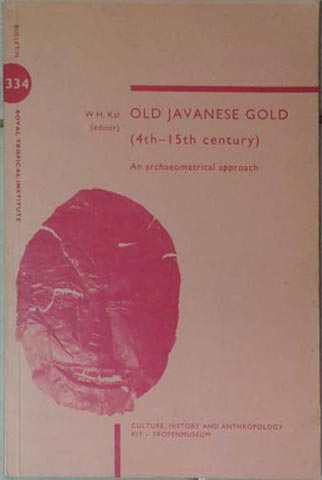 BULLETIN
334
ROYAL TROPICAL INSTITUTE
W.H. Kal
(editor)
OLD JAVANESE GOLD
(4th–15th century)
An archaeometrical approach
CULTURE, HISTORY AND ANTHROPOLOGY
KIT – TROPENMUSEUM